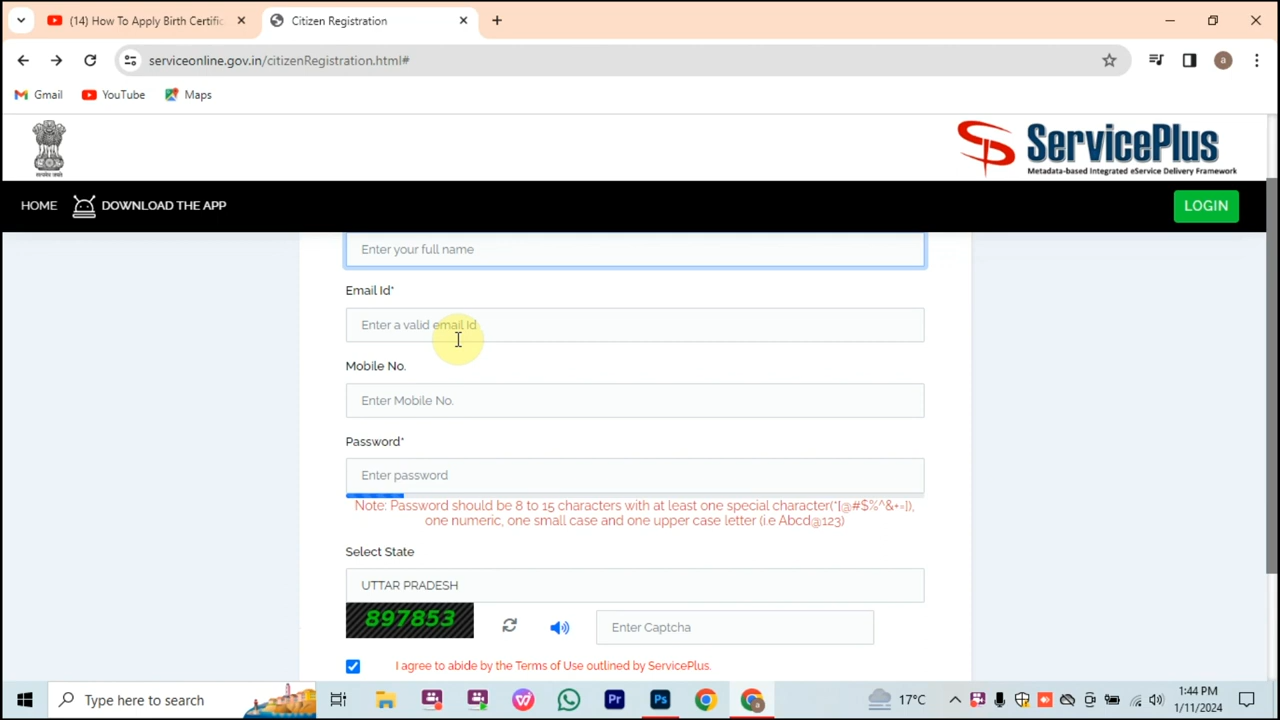 (14) How To Apply Birth Certific
Citizen Registration
serviceonline.gov.in/citizenRegistration.html#
a
Gmail
YouTube
Maps
ServicePlus
Metadata-based Integrated eService Delivery Framework
HOME
DOWNLOAD THE APP
LOGIN
Enter your full name
Email Id*
Enter a valid email Id
Mobile No.
Enter Mobile No.
Password*
Enter password
Note: Password should be 8 to 15 characters with at least one special character(*[@#$%^&+=]),
one numeric, one small case and one upper case letter (i.e Abcd@123)
Select State
UTTAR PRADESH
897853
Enter Captcha
I agree to abide by the Terms of Use outlined by ServicePlus.
Type here to search
Pr
Ps
17°C
1:44 PM
1/11/2024